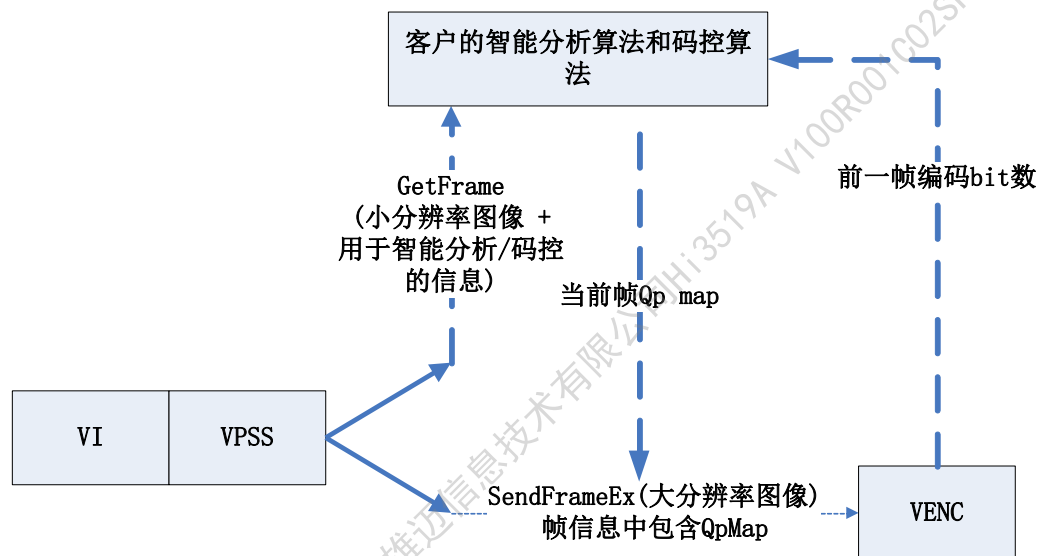 客户的智能分析算法和码控算
法
GetFrame
(小分辨率图像 +
用于智能分析/码控
的信息)
前一帧编码bit数
当前帧Qp map
VI
VPSS
SendFrameEx(大分辨率图像)
帧信息中包含QpMap
VENC